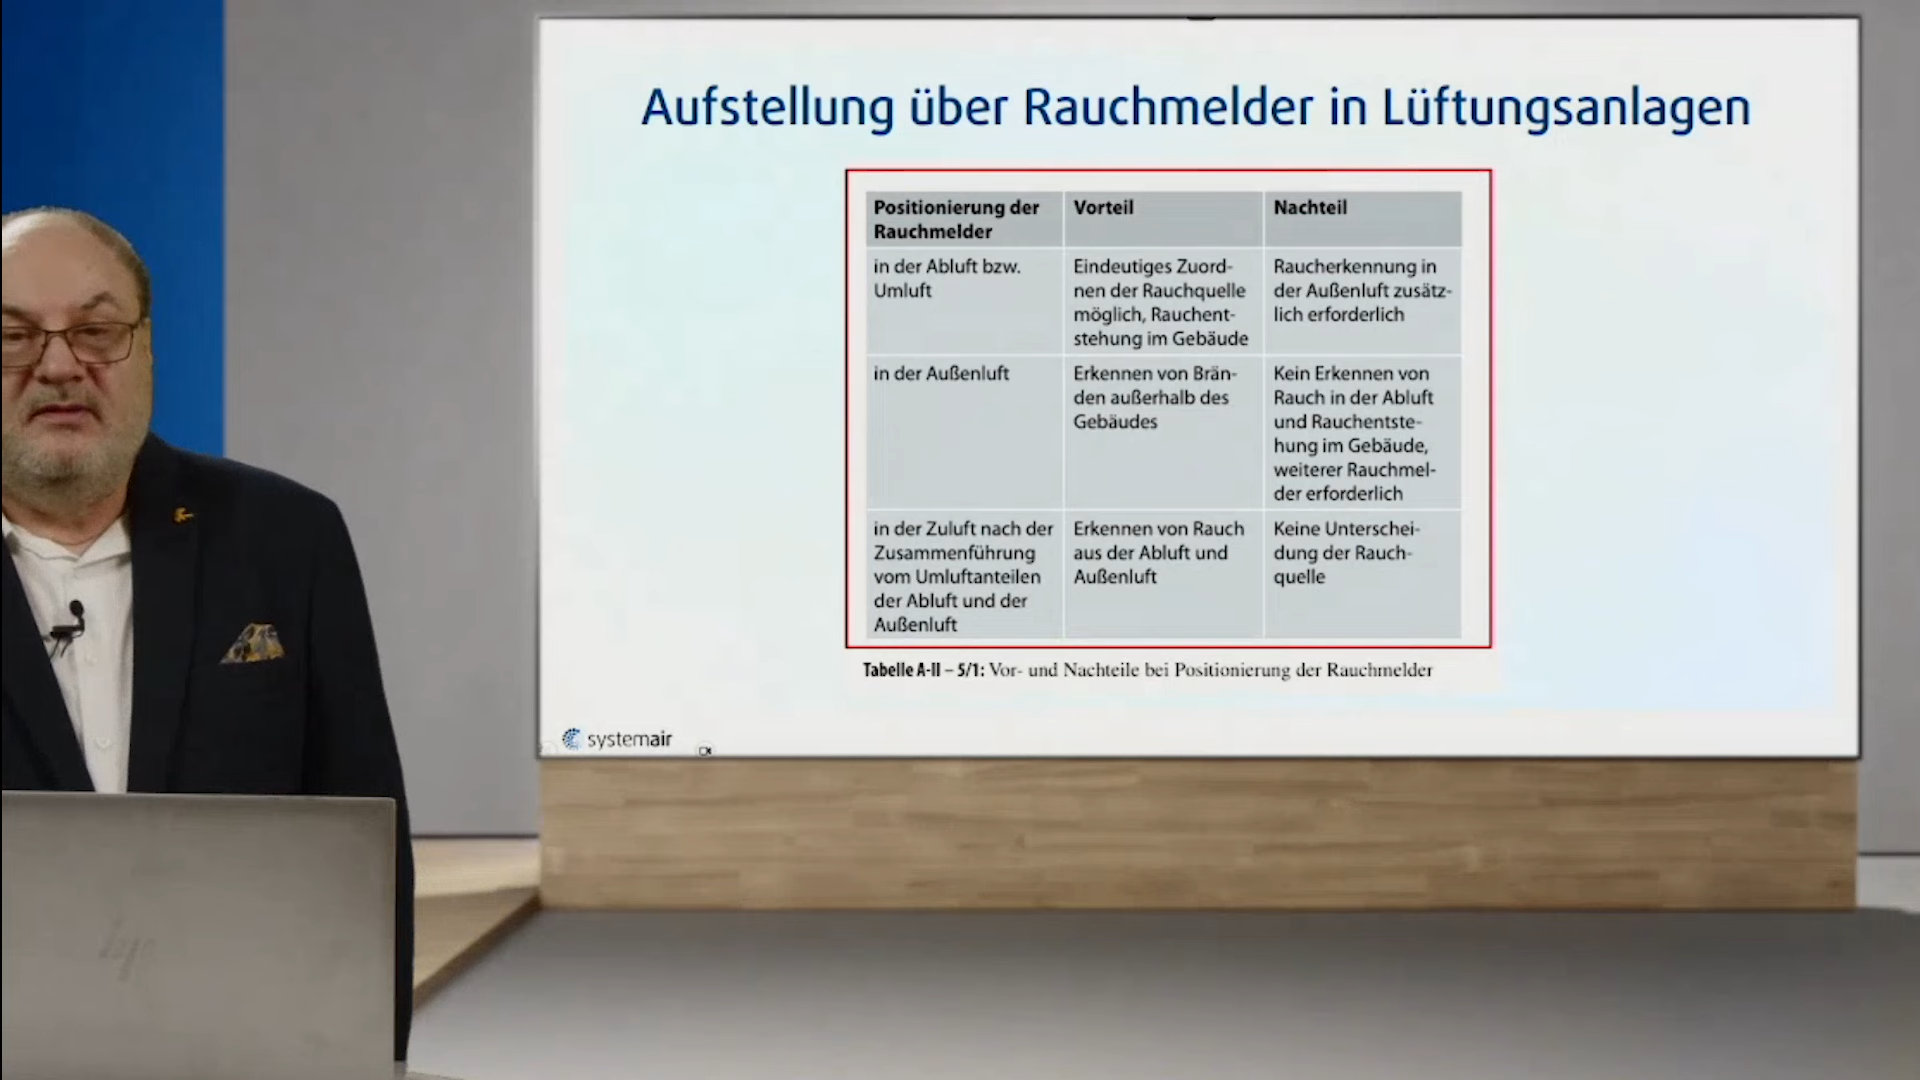 Aufstellung über Rauchmelder in Lüftungsanlagen
Positionierung der
Rauchmelder
Vorteil
Nachteil
in der Abluft bzw.
Umluft
Eindeutiges Zuord-
nen der Rauchquelle
möglich, Rauchent-
stehung im Gebäude
Raucherkennung in
der Außenluft zusätz-
lich erforderlich
in der Außenluft
Erkennen von Brän-
den außerhalb des
Gebäudes
Kein Erkennen von
Rauch in der Abluft
und Rauchentste-
hung im Gebäude,
weiterer Rauchmel-
der erforderlich
in der Zuluft nach der
Zusammenführung
vom Umluftanteilen
der Abluft und der
Außenluft
Erkennen von Rauch
aus der Abluft und
Außenluft
Keine Unterschei-
dung der Rauch-
quelle
Tabelle A-II – 5/1: Vor- und Nachteile bei Positionierung der Rauchmelder
systemair
hp